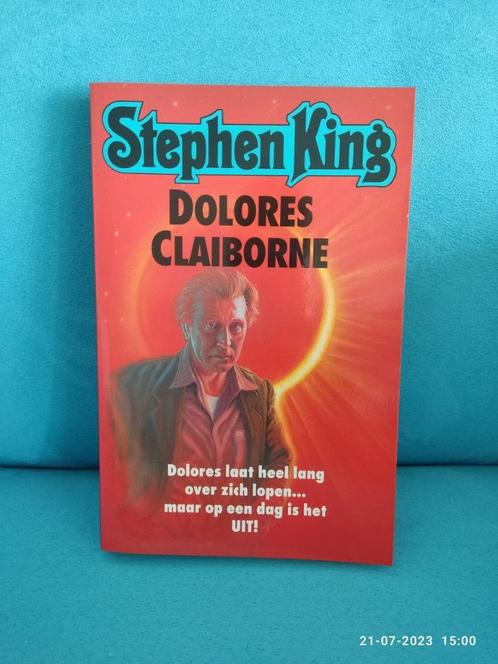 Stephen King
DOLORES
CLAIBORNE
Dolores laat heel lang
over zich lopen...
maar op een dag is het
UIT!
21-07-2023 15:00